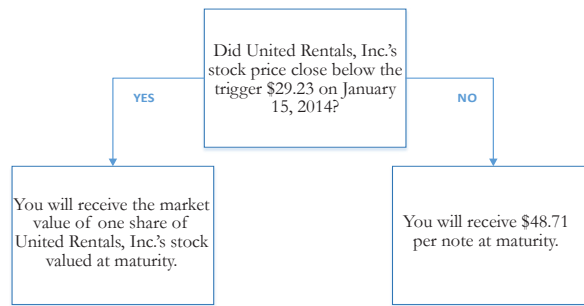 Did United Rentals, Inc.'s
stock price close below the
trigger $29.23 on January
15, 2014?
YES
NO
You will receive the market
value of one share of
United Rentals, Inc.'s stock
valued at maturity.
You will receive $48.71
per note at maturity.